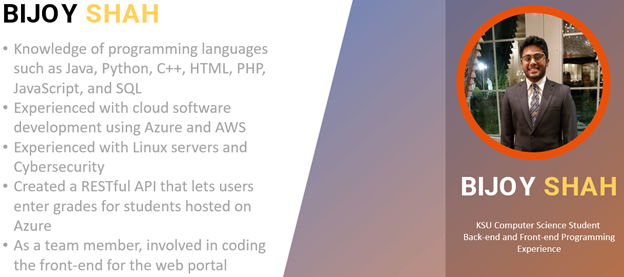 BIJOY SHAH
• Knowledge of programming languages
such as Java, Python, C++, HTML, PHP,
JavaScript, and SQL
• Experienced with cloud software
development using Azure and AWS
• Experienced with Linux servers and
Cybersecurity
• Created a RESTful API that lets users
enter grades for students hosted on
Azure
• As a team member, involved in coding
the front-end for the web portal
BIJOY SHAH
KSU Computer Science Student
Back-end and Front-end Programming
Experience